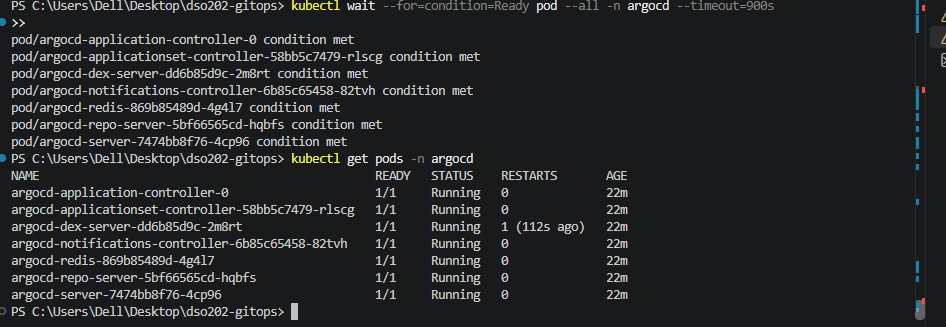 PS C:\Users\Dell\Desktop\dso202-gitops> kubectl wait --for=condition=Ready pod --all -n argocd --timeout=900s
>>
pod/argocd-application-controller-0 condition met
pod/argocd-applicationset-controller-58bb5c7479-rlscg condition met
pod/argocd-dex-server-dd6b85d9c-2m8rt condition met
pod/argocd-notifications-controller-6b85c65458-82tvh condition met
pod/argocd-redis-869b85489d-4g4l7 condition met
pod/argocd-repo-server-5bf66565cd-hqbfs condition met
pod/argocd-server-7474bb8f76-4cp96 condition met
PS C:\Users\Dell\Desktop\dso202-gitops> kubectl get pods -n argocd
NAME READY STATUS RESTARTS AGE
argocd-application-controller-0 1/1 Running 0 22m
argocd-applicationset-controller-58bb5c7479-rlscg 1/1 Running 0 22m
argocd-dex-server-dd6b85d9c-2m8rt 1/1 Running 1 (112s ago) 22m
argocd-notifications-controller-6b85c65458-82tvh 1/1 Running 0 22m
argocd-redis-869b85489d-4g4l7 1/1 Running 0 22m
argocd-repo-server-5bf66565cd-hqbfs 1/1 Running 0 22m
argocd-server-7474bb8f76-4cp96 1/1 Running 0 22m
PS C:\Users\Dell\Desktop\dso202-gitops>